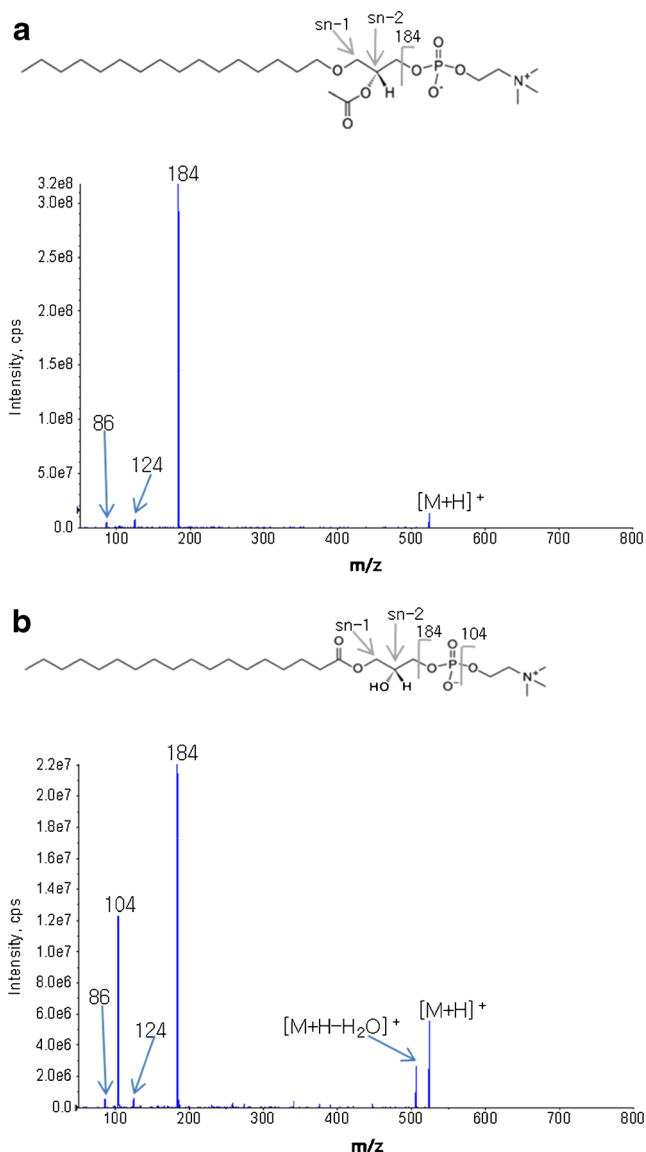 a
sn-1 sn-2
184
O O P O N+
O H O-
O
184
3.2e8
3.0e8
2.5e8
2.0e8
1.5e8
1.0e8
5.0e7
0.0
Intensity, cps
86
124
[M+H]+
100 200 300 400 500 600 700 800
m/z
b
sn-1 sn-2
184 104
O O
O O P O N+
HO H O-
184
2.2e7
2.0e7
1.8e7
1.6e7
1.4e7
1.2e7
1.0e7
8.0e6
6.0e6
4.0e6
2.0e6
0.0
Intensity, cps
104
86
124
[M+H-H2O]+
[M+H]+
100 200 300 400 500 600 700 800
m/z